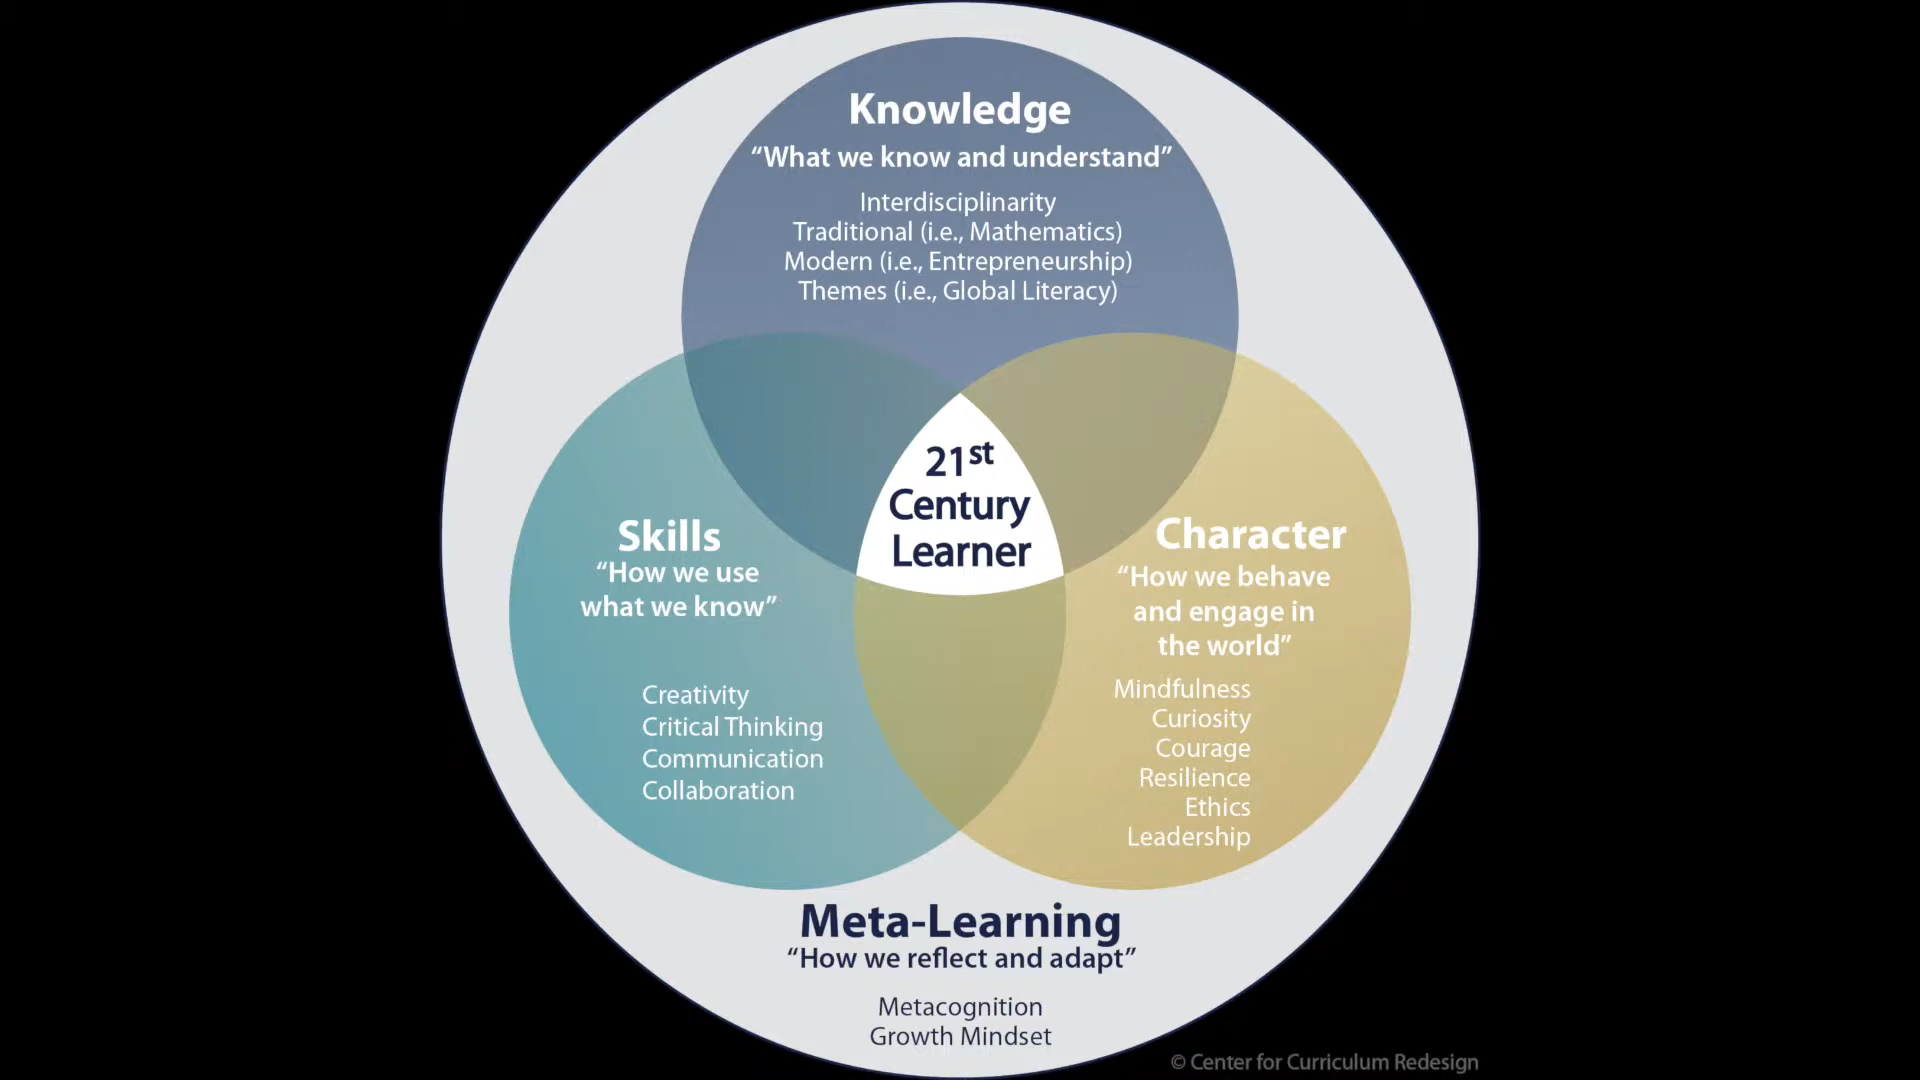 Knowledge
“What we know and understand”
Interdisciplinarity
Traditional (i.e., Mathematics)
Modern (i.e., Entrepreneurship)
Themes (i.e., Global Literacy)
21st
Century
Learner
Skills
“How we use
what we know”
Creativity
Critical Thinking
Communication
Collaboration
Character
“How we behave
and engage in
the world”
Mindfulness
Curiosity
Courage
Resilience
Ethics
Leadership
Meta-Learning
“How we reflect and adapt”
Metacognition
Growth Mindset
© Center for Curriculum Redesign